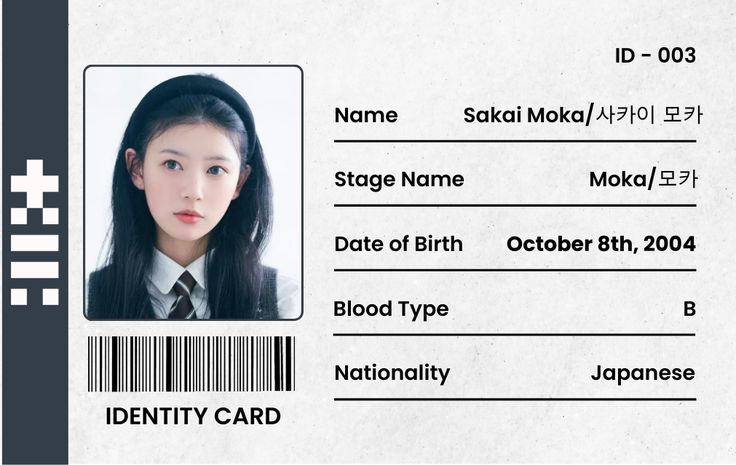 ID - 003
Name Sakai Moka/사카이 모카
Stage Name Moka/모카
Date of Birth October 8th, 2004
Blood Type B
Nationality Japanese
IDENTITY CARD